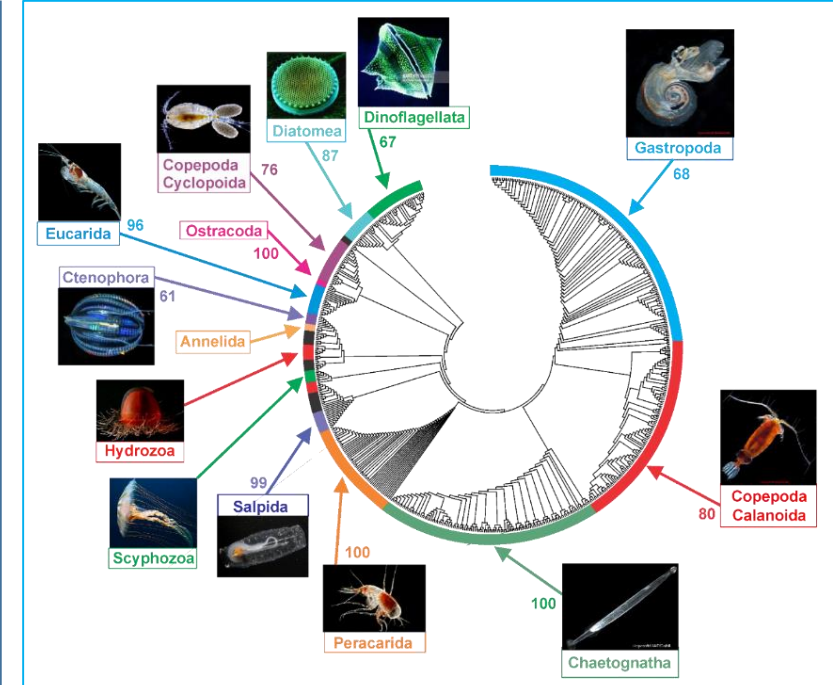 Dinoflagellata
67
Diatomea
87
Gastropoda
68
Copepoda
Cyclopoida
76
Eucarida
96
Ostracoda
100
Ctenophora
61
Annelida
Hydrozoa
Scyphozoa
99
Salpida
100
Peracarida
Copepoda
Calanoida
80
100
Chaetognatha